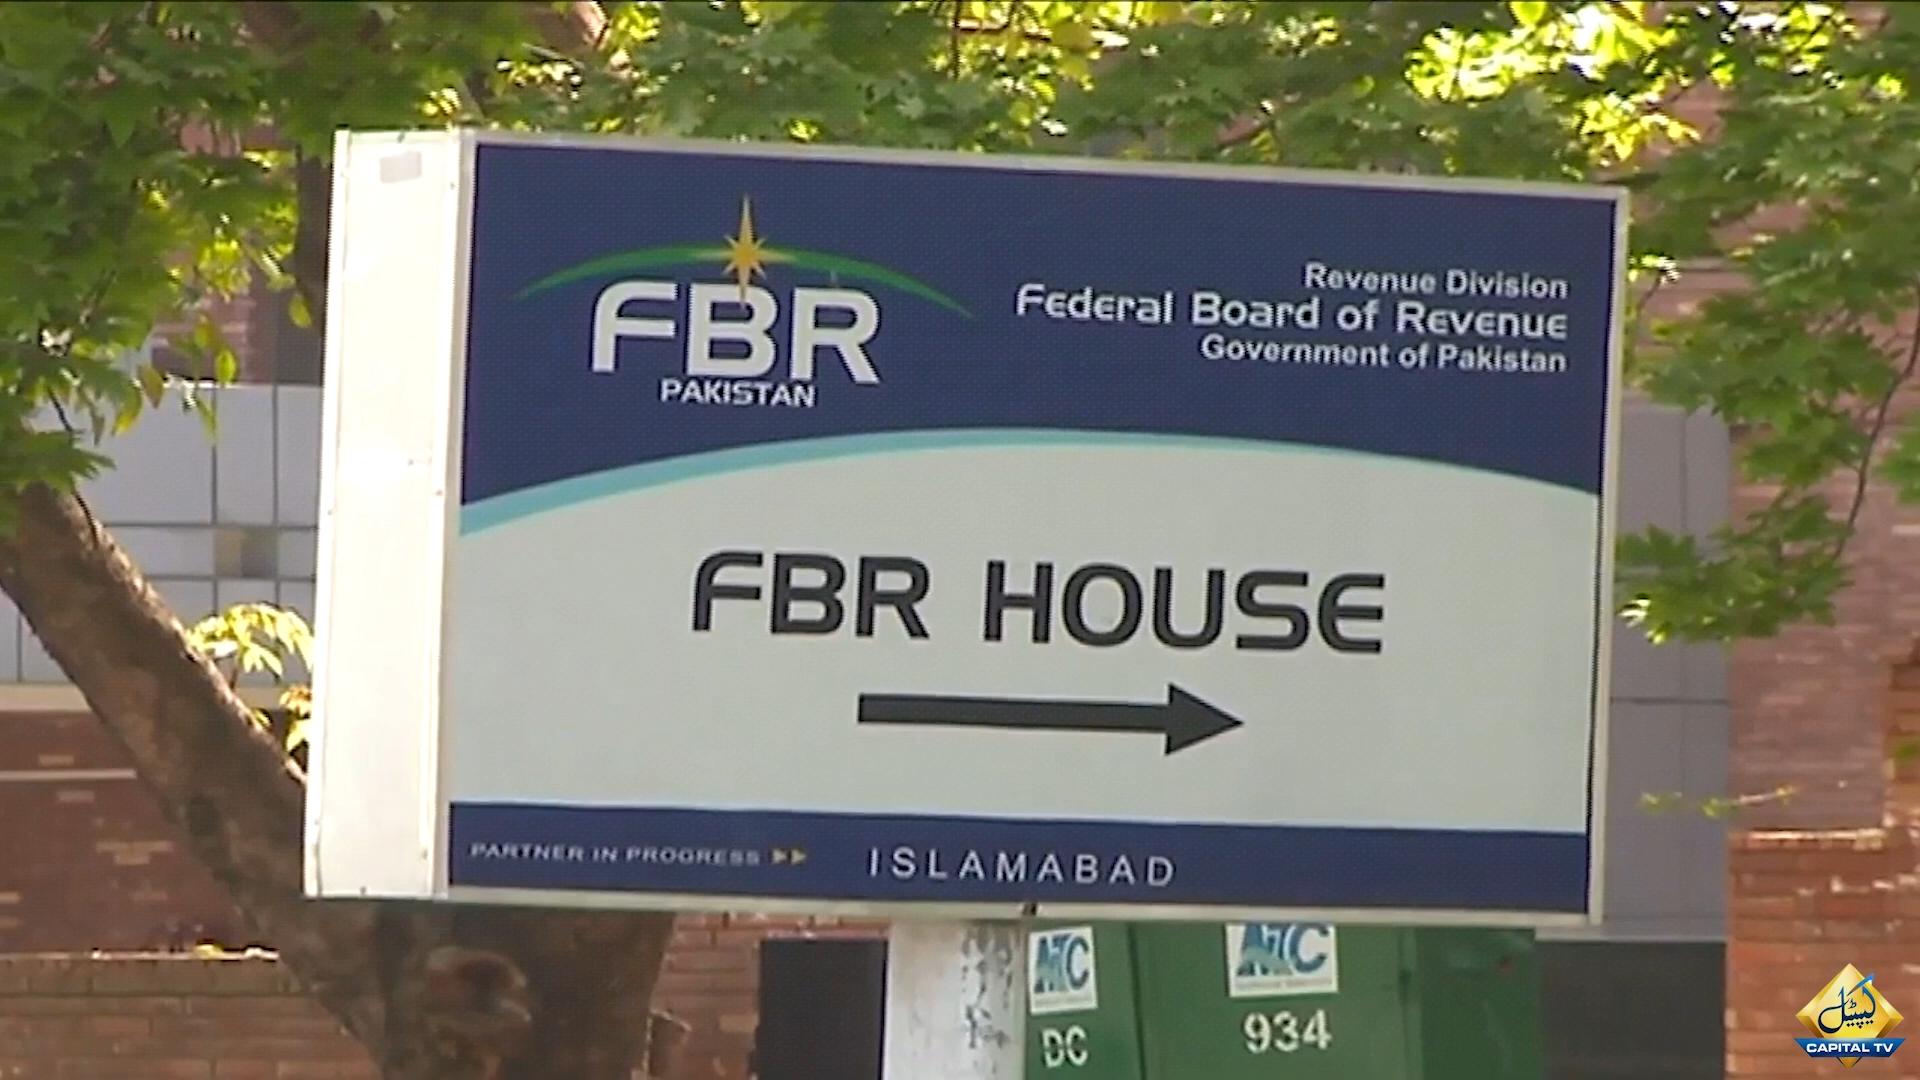 FBR
PAKISTAN
Revenue Division
Federal Board of Revenue
Government of Pakistan
FBR HOUSE
PARTNER IN PROGRESS
ISLAMABAD
DC
934
کیپیٹل
CAPITAL TV